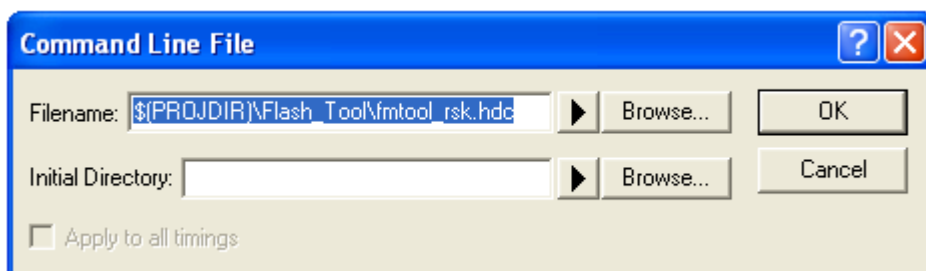 Command Line File
Filename: $(PROJDIR)\Flash_Tool\fmtool_rsk.hdc Browse... OK
Initial Directory: Browse... Cancel
Apply to all timings